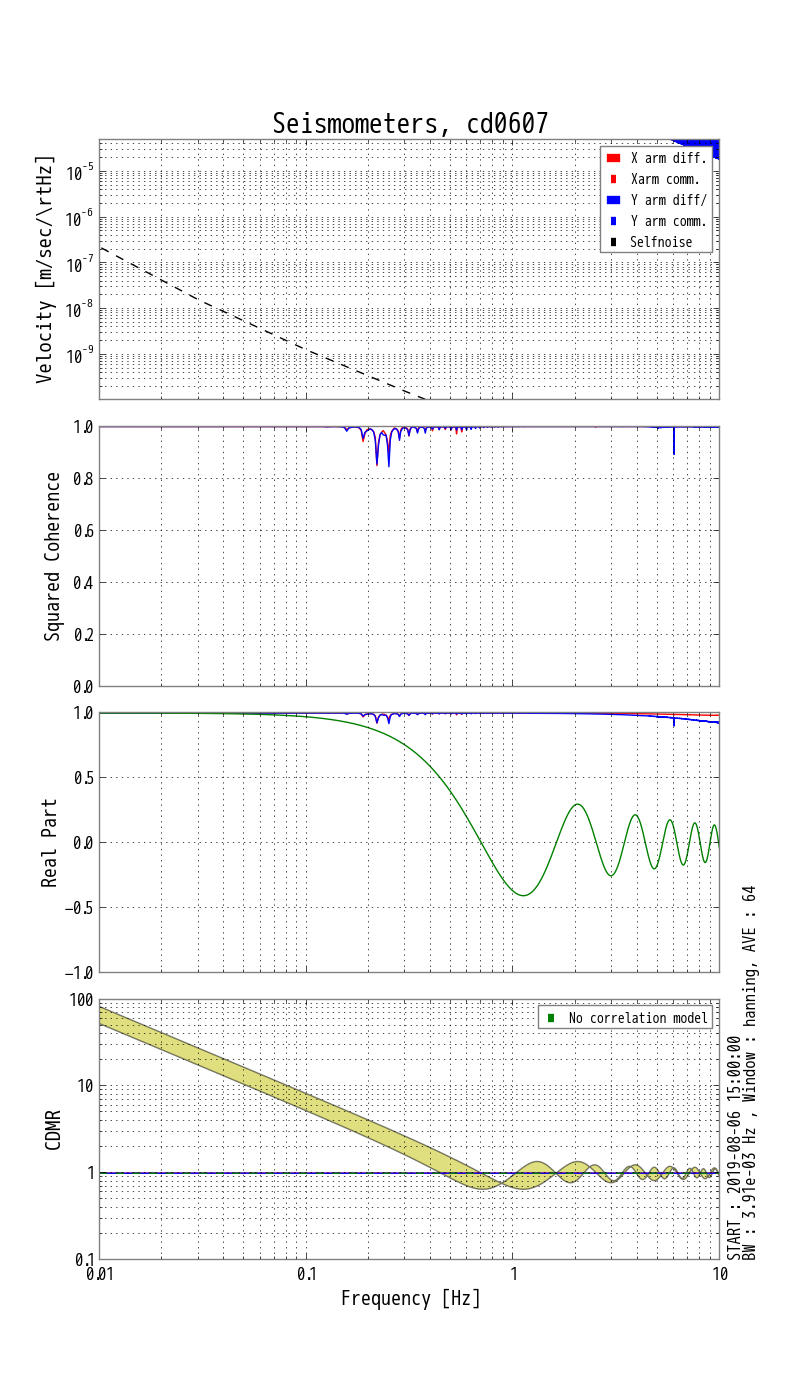 Seismometers, cd0607
Velocity [m/sec/\rtHz]
10^-5
10^-6
10^-7
10^-8
10^-9
X arm diff.
Xarm comm.
Y arm diff/
Y arm comm.
Selfnoise
Squared Coherence
1.0
0.8
0.6
0.4
0.2
0.0
Real Part
1.0
0.5
0.0
−0.5
−1.0
CDMR
100
10
1
0.1
No correlation model
0.01
0.1
1
10
Frequency [Hz]
START : 2019-08-06 15:00:00
BW : 3.91e-03 Hz , Window : hanning, AVE : 64